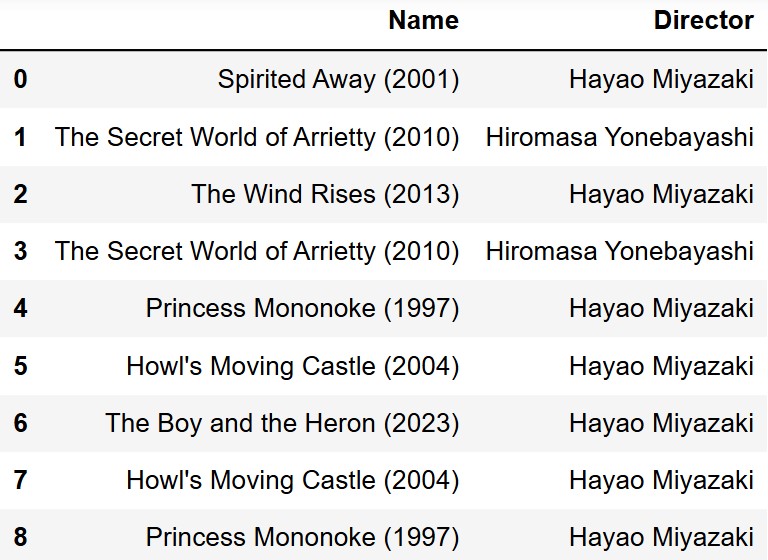 Name Director
0 Spirited Away (2001) Hayao Miyazaki
1 The Secret World of Arrietty (2010) Hiromasa Yonebayashi
2 The Wind Rises (2013) Hayao Miyazaki
3 The Secret World of Arrietty (2010) Hiromasa Yonebayashi
4 Princess Mononoke (1997) Hayao Miyazaki
5 Howl's Moving Castle (2004) Hayao Miyazaki
6 The Boy and the Heron (2023) Hayao Miyazaki
7 Howl's Moving Castle (2004) Hayao Miyazaki
8 Princess Mononoke (1997) Hayao Miyazaki